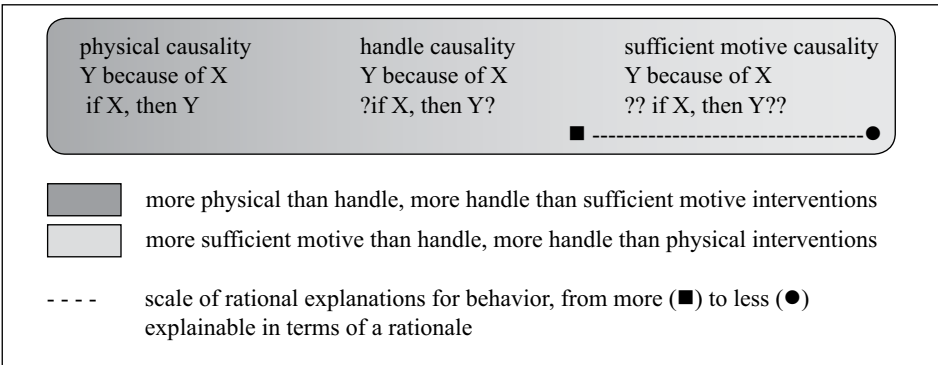 physical causality handle causality sufficient motive causality
Y because of X Y because of X Y because of X
if X, then Y ?if X, then Y? ?? if X, then Y??
■ ---------------------------------- ●
more physical than handle, more handle than sufficient motive interventions
more sufficient motive than handle, more handle than physical interventions
- - - - scale of rational explanations for behavior, from more (■) to less (●)
explainable in terms of a rationale